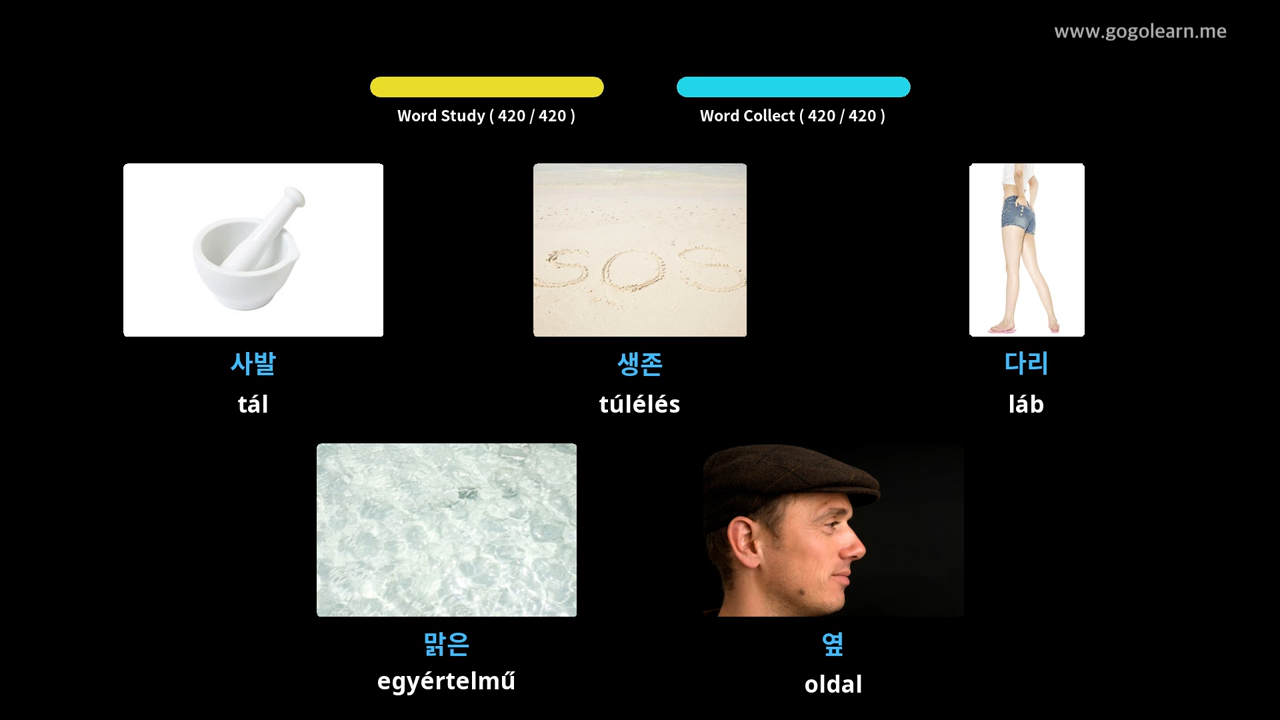 www.gogolearn.me
Word Study ( 420 / 420 )
Word Collect ( 420 / 420 )
사발
tál
생존
túlélés
다리
láb
맑은
egyértelmű
옆
oldal